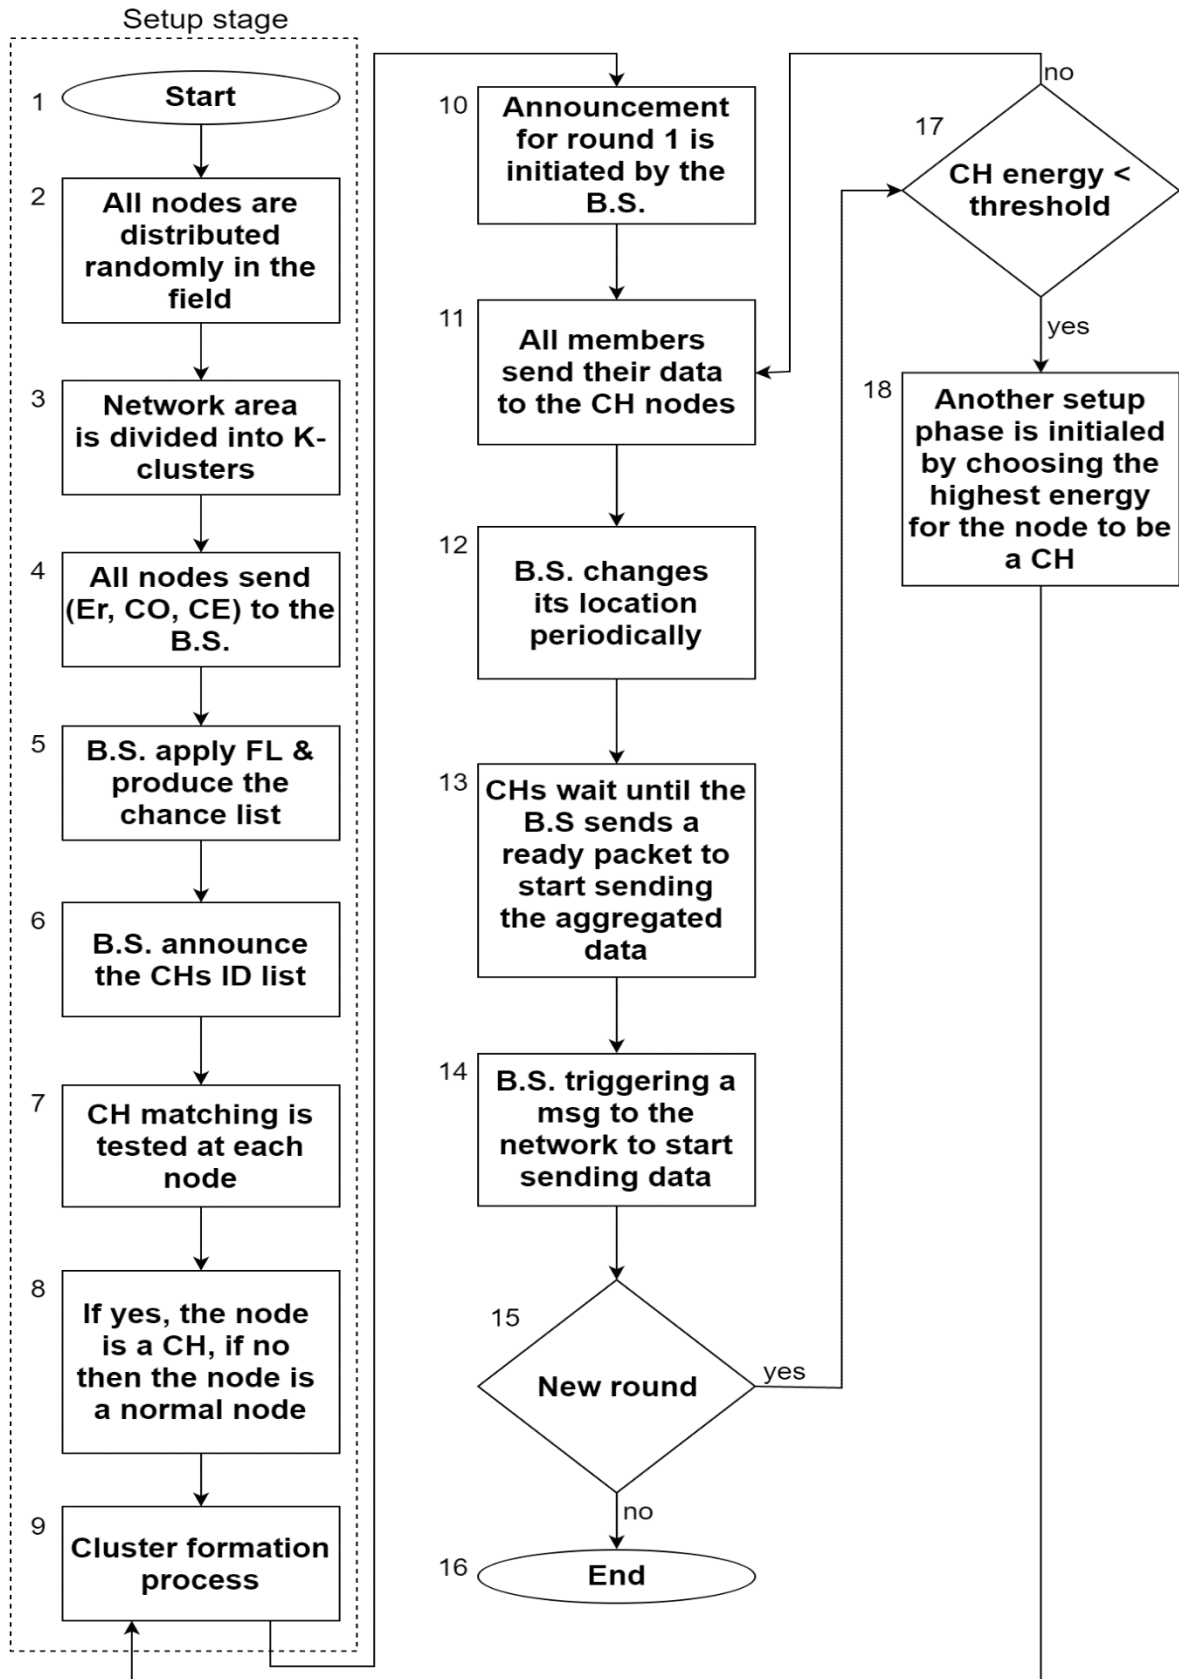 Setup stage
1
Start
2
All nodes are
distributed
randomly in the
field
3
Network area
is divided into K-
clusters
4
All nodes send
(Er, CO, CE) to the
B.S.
5
B.S. apply FL &
produce the
chance list
6
B.S. announce
the CHs ID list
7
CH matching is
tested at each
node
8
If yes, the node
is a CH, if no
then the node is
a normal node
9
Cluster formation
process
10
Announcement
for round 1 is
initiated by the
B.S.
11
All members
send their data
to the CH nodes
12
B.S. changes
its location
periodically
13
CHs wait until the
B.S sends a
ready packet to
start sending
the aggregated
data
14
B.S. triggering a
msg to the
network to start
sending data
15
New round
yes
no
16
End
no
17
CH energy <
threshold
yes
18
Another setup
phase is initialed
by choosing the
highest energy
for the node to be
a CH